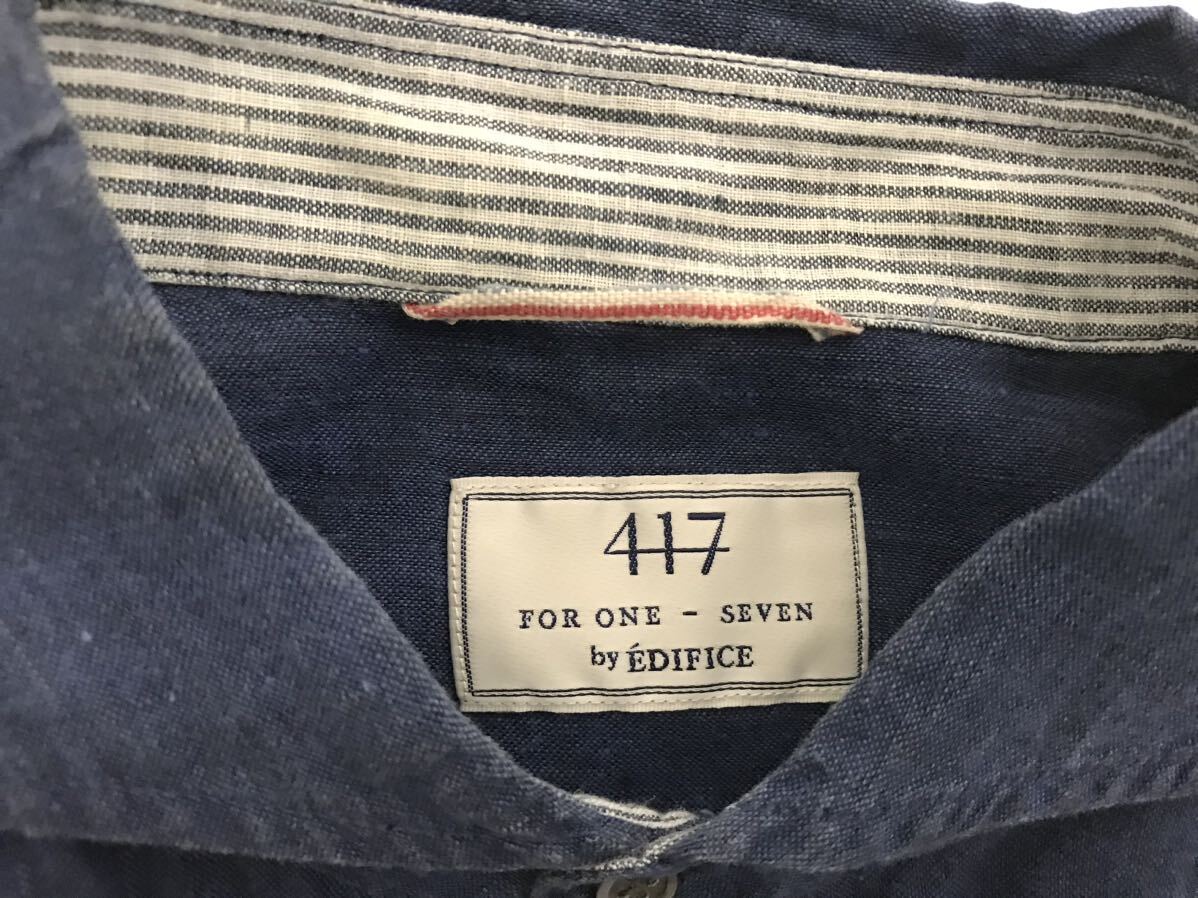 417
FOR ONE - SEVEN
by ÉDIFICE